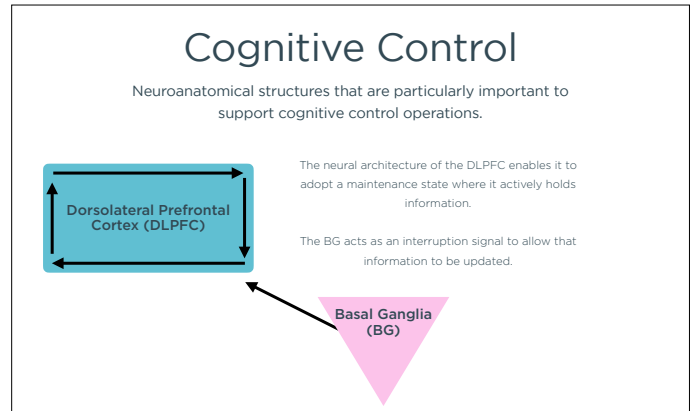 Cognitive Control
Neuroanatomical structures that are particularly important to
support cognitive control operations.
The neural architecture of the DLPFC enables it to
adopt a maintenance state where it actively holds
information.
Dorsolateral Prefrontal
Cortex (DLPFC)
The BG acts as an interruption signal to allow that
information to be updated.
Basal Ganglia
(BG)